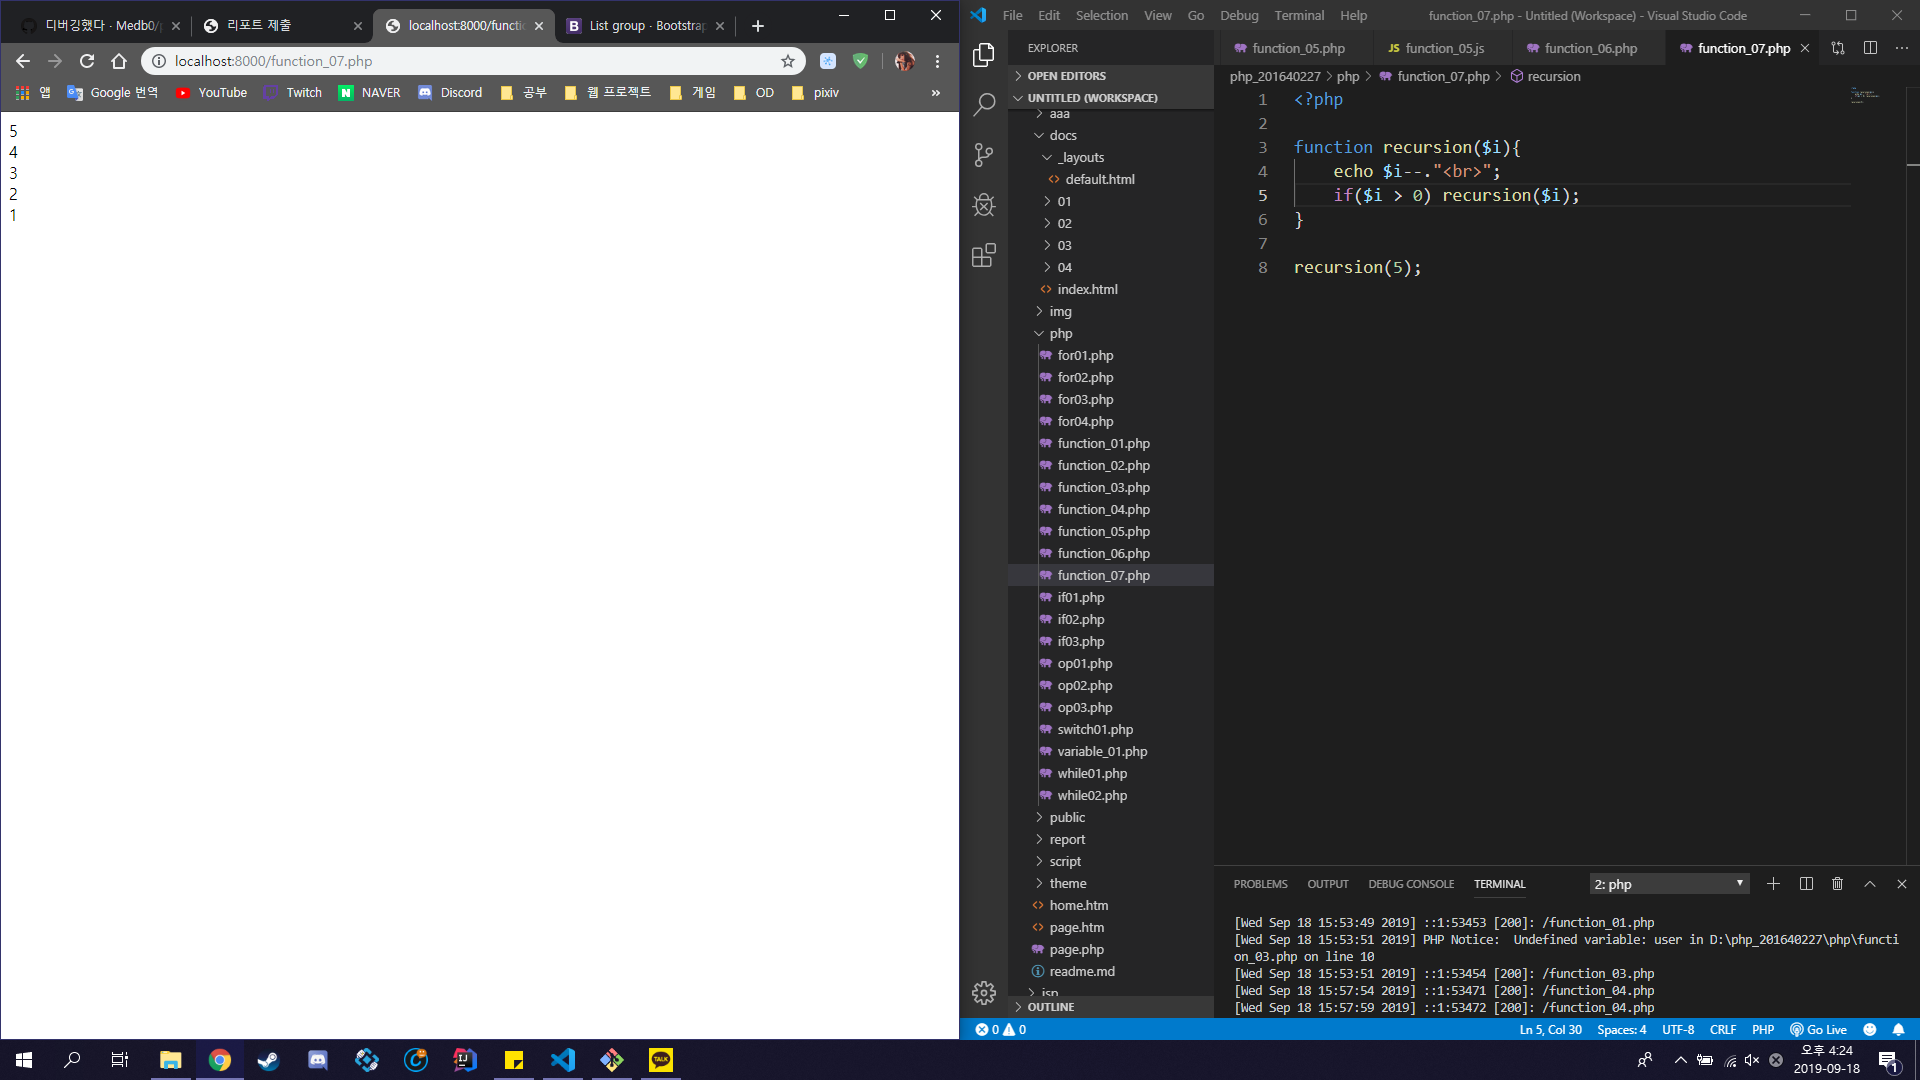 디버깅했다 · Medb0/p
리포트 제출
localhost:8000/functio
List group · Bootstrap
localhost:8000/function_07.php
앱
Google 번역
YouTube
Twitch
NAVER
Discord
공부
웹 프로젝트
게임
OD
pixiv
»
5
4
3
2
1
File Edit Selection View Go Debug Terminal Help
function_07.php - Untitled (Workspace) - Visual Studio Code
EXPLORER
OPEN EDITORS
UNTITLED (WORKSPACE)
aaa
docs
_layouts
default.html
01
02
03
04
index.html
img
php
for01.php
for02.php
for03.php
for04.php
function_01.php
function_02.php
function_03.php
function_04.php
function_05.php
function_06.php
function_07.php
if01.php
if02.php
if03.php
op01.php
op02.php
op03.php
switch01.php
variable_01.php
while01.php
while02.php
public
report
script
theme
home.htm
page.htm
page.php
readme.md
jsp
OUTLINE
function_05.php
JS function_05.js
function_06.php
function_07.php
php_201640227 > php > function_07.php > recursion
1 <?php
2
3 function recursion($i){
4 echo $i--."<br>";
5 if($i > 0) recursion($i);
6 }
7
8 recursion(5);
PROBLEMS OUTPUT DEBUG CONSOLE TERMINAL
2: php
[Wed Sep 18 15:53:49 2019] ::1:53453 [200]: /function_01.php
[Wed Sep 18 15:53:51 2019] PHP Notice:  Undefined variable: user in D:\php_201640227\php\functi
on_03.php on line 10
[Wed Sep 18 15:53:51 2019] ::1:53454 [200]: /function_03.php
[Wed Sep 18 15:57:54 2019] ::1:53471 [200]: /function_04.php
[Wed Sep 18 15:57:59 2019] ::1:53472 [200]: /function_04.php
0 0
Ln 5, Col 30 Spaces: 4 UTF-8 CRLF PHP Go Live
TALK
오후 4:24
2019-09-18
1